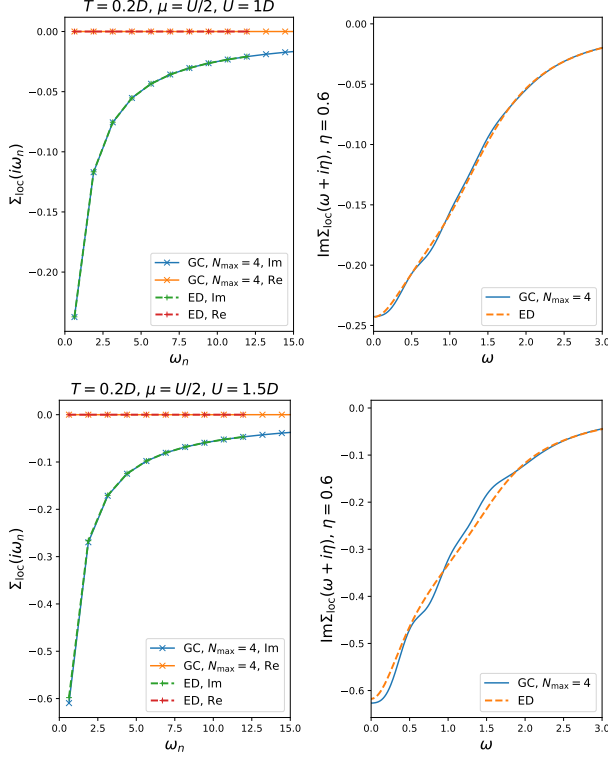 T = 0.2D, μ = U/2, U = 1D
0.00
−0.05
−0.10
−0.15
−0.20
Σloc(iωn)
GC, Nmax = 4, Im
GC, Nmax = 4, Re
ED, Im
ED, Re
0.0 2.5 5.0 7.5 10.0 12.5 15.0
ωn
0.00
−0.05
−0.10
−0.15
−0.20
−0.25
ImΣloc(ω + iη), η = 0.6
GC, Nmax = 4
ED
0.0 0.5 1.0 1.5 2.0 2.5 3.0
ω
T = 0.2D, μ = U/2, U = 1.5D
0.0
−0.1
−0.2
−0.3
−0.4
−0.5
−0.6
Σloc(iωn)
GC, Nmax = 4, Im
GC, Nmax = 4, Re
ED, Im
ED, Re
0.0 2.5 5.0 7.5 10.0 12.5 15.0
ωn
0.0
−0.1
−0.2
−0.3
−0.4
−0.5
−0.6
ImΣloc(ω + iη), η = 0.6
GC, Nmax = 4
ED
0.0 0.5 1.0 1.5 2.0 2.5 3.0
ω